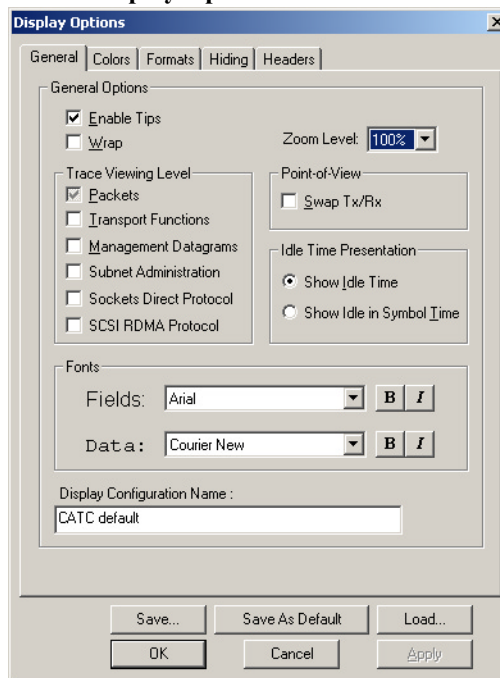 Display Options
General Colors Formats Hiding Headers
General Options
Enable Tips
Wrap
Zoom Level: 100%
Trace Viewing Level
Packets
Transport Functions
Management Datagrams
Subnet Administration
Sockets Direct Protocol
SCSI RDMA Protocol
Point-of-View
Swap Tx/Rx
Idle Time Presentation
Show Idle Time
Show Idle in Symbol Time
Fonts
Fields: Arial B I
Data: Courier New B I
Display Configuration Name :
CATC default
Save... Save As Default Load...
OK Cancel Apply